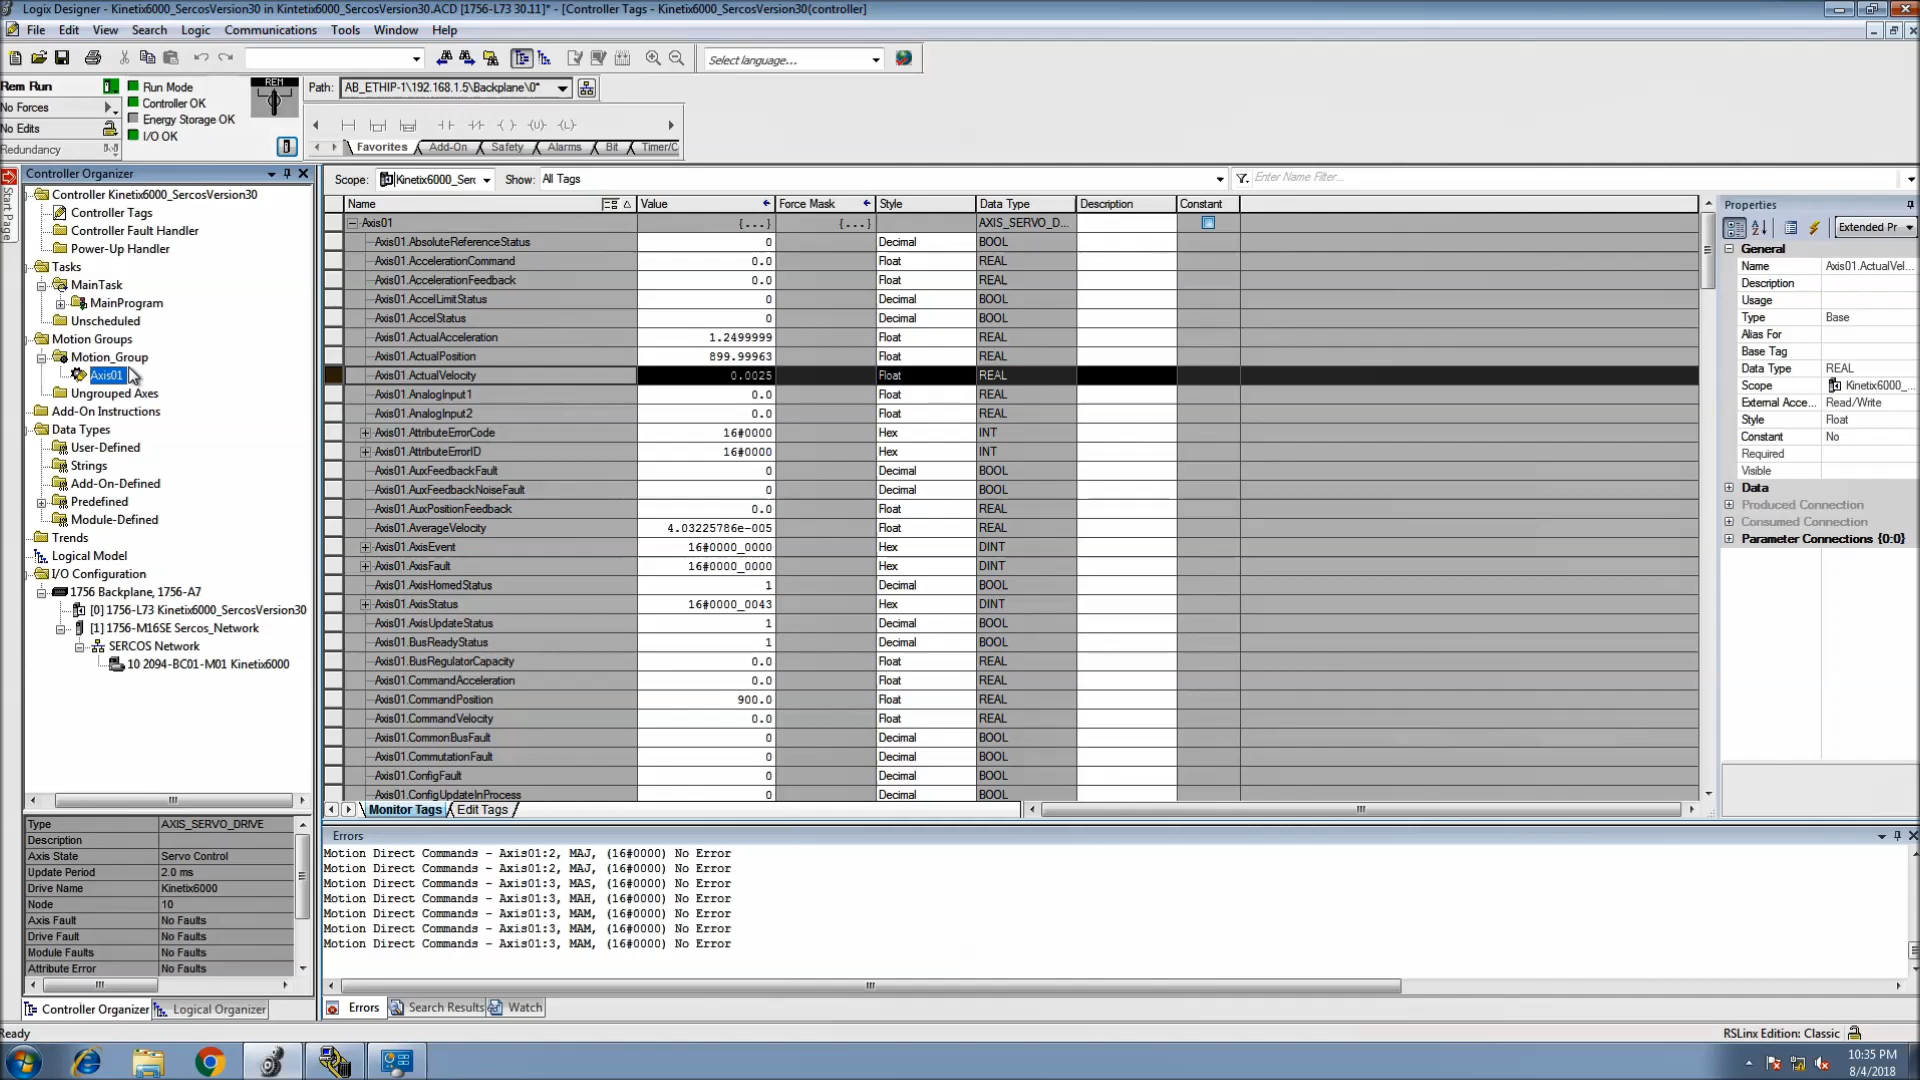 Logix Designer - Kinetix6000_SercosVersion30 in Kintetix6000_SercosVersion30.ACD [1756-L73 30.11]* - [Controller Tags - Kinetix6000_SercosVersion30(controller)]
File Edit View Search Logic Communications Tools Window Help
Select language...
Rem Run
No Forces
No Edits
Redundancy
Run Mode
Controller OK
Energy Storage OK
I/O OK
REM
Path: AB_ETHIP-1\192.168.1.5\Backplane\0*
Favorites Add-On Safety Alarms Bit Timer/C
Start Page
Controller Organizer
Controller Kinetix6000_SercosVersion30
Controller Tags
Controller Fault Handler
Power-Up Handler
Tasks
MainTask
MainProgram
Unscheduled
Motion Groups
Motion_Group
Axis01
Ungrouped Axes
Add-On Instructions
Data Types
User-Defined
Strings
Add-On-Defined
Predefined
Module-Defined
Trends
Logical Model
I/O Configuration
1756 Backplane, 1756-A7
[0] 1756-L73 Kinetix6000_SercosVersion30
[1] 1756-M16SE Sercos_Network
SERCOS Network
10 2094-BC01-M01 Kinetix6000
Type AXIS_SERVO_DRIVE
Description
Axis State Servo Control
Update Period 2.0 ms
Drive Name Kinetix6000
Node 10
Axis Fault No Faults
Drive Fault No Faults
Module Faults No Faults
Attribute Error No Faults
Controller Organizer Logical Organizer
Scope: Kinetix6000_Serc Show: All Tags Enter Name Filter...
Name Value Force Mask Style Data Type Description Constant
Axis01 {...} {...} AXIS_SERVO_D...
Axis01.AbsoluteReferenceStatus 0 Decimal BOOL
Axis01.AccelerationCommand 0.0 Float REAL
Axis01.AccelerationFeedback 0.0 Float REAL
Axis01.AccelLimitStatus 0 Decimal BOOL
Axis01.AccelStatus 0 Decimal BOOL
Axis01.ActualAcceleration 1.2499999 Float REAL
Axis01.ActualPosition 899.99963 Float REAL
Axis01.ActualVelocity 0.0025 Float REAL
Axis01.AnalogInput1 0.0 Float REAL
Axis01.AnalogInput2 0.0 Float REAL
Axis01.AttributeErrorCode 16#0000 Hex INT
Axis01.AttributeErrorID 16#0000 Hex INT
Axis01.AuxFeedbackFault 0 Decimal BOOL
Axis01.AuxFeedbackNoiseFault 0 Decimal BOOL
Axis01.AuxPositionFeedback 0.0 Float REAL
Axis01.AverageVelocity 4.03225786e-005 Float REAL
Axis01.AxisEvent 16#0000_0000 Hex DINT
Axis01.AxisFault 16#0000_0000 Hex DINT
Axis01.AxisHomedStatus 1 Decimal BOOL
Axis01.AxisStatus 16#0000_0043 Hex DINT
Axis01.AxisUpdateStatus 1 Decimal BOOL
Axis01.BusReadyStatus 1 Decimal BOOL
Axis01.BusRegulatorCapacity 0.0 Float REAL
Axis01.CommandAcceleration 0.0 Float REAL
Axis01.CommandPosition 900.0 Float REAL
Axis01.CommandVelocity 0.0 Float REAL
Axis01.CommonBusFault 0 Decimal BOOL
Axis01.CommutationFault 0 Decimal BOOL
Axis01.ConfigFault 0 Decimal BOOL
Axis01.ConfigUpdateInProcess 0 Decimal BOOL
Monitor Tags Edit Tags
Properties
Extended Pr
General
Name Axis01.ActualVel...
Description
Usage
Type Base
Alias For
Base Tag
Data Type REAL
Scope Kinetix6000_...
External Acce... Read/Write
Style Float
Constant No
Required
Visible
Data
Produced Connection
Consumed Connection
Parameter Connections {0:0}
Errors
Motion Direct Commands - Axis01:2, MAJ, (16#0000) No Error
Motion Direct Commands - Axis01:2, MAJ, (16#0000) No Error
Motion Direct Commands - Axis01:3, MAS, (16#0000) No Error
Motion Direct Commands - Axis01:3, MAH, (16#0000) No Error
Motion Direct Commands - Axis01:3, MAM, (16#0000) No Error
Motion Direct Commands - Axis01:3, MAM, (16#0000) No Error
Motion Direct Commands - Axis01:3, MAM, (16#0000) No Error
Errors Search Results Watch
Ready
RSLinx Edition: Classic
10:35 PM
8/4/2018